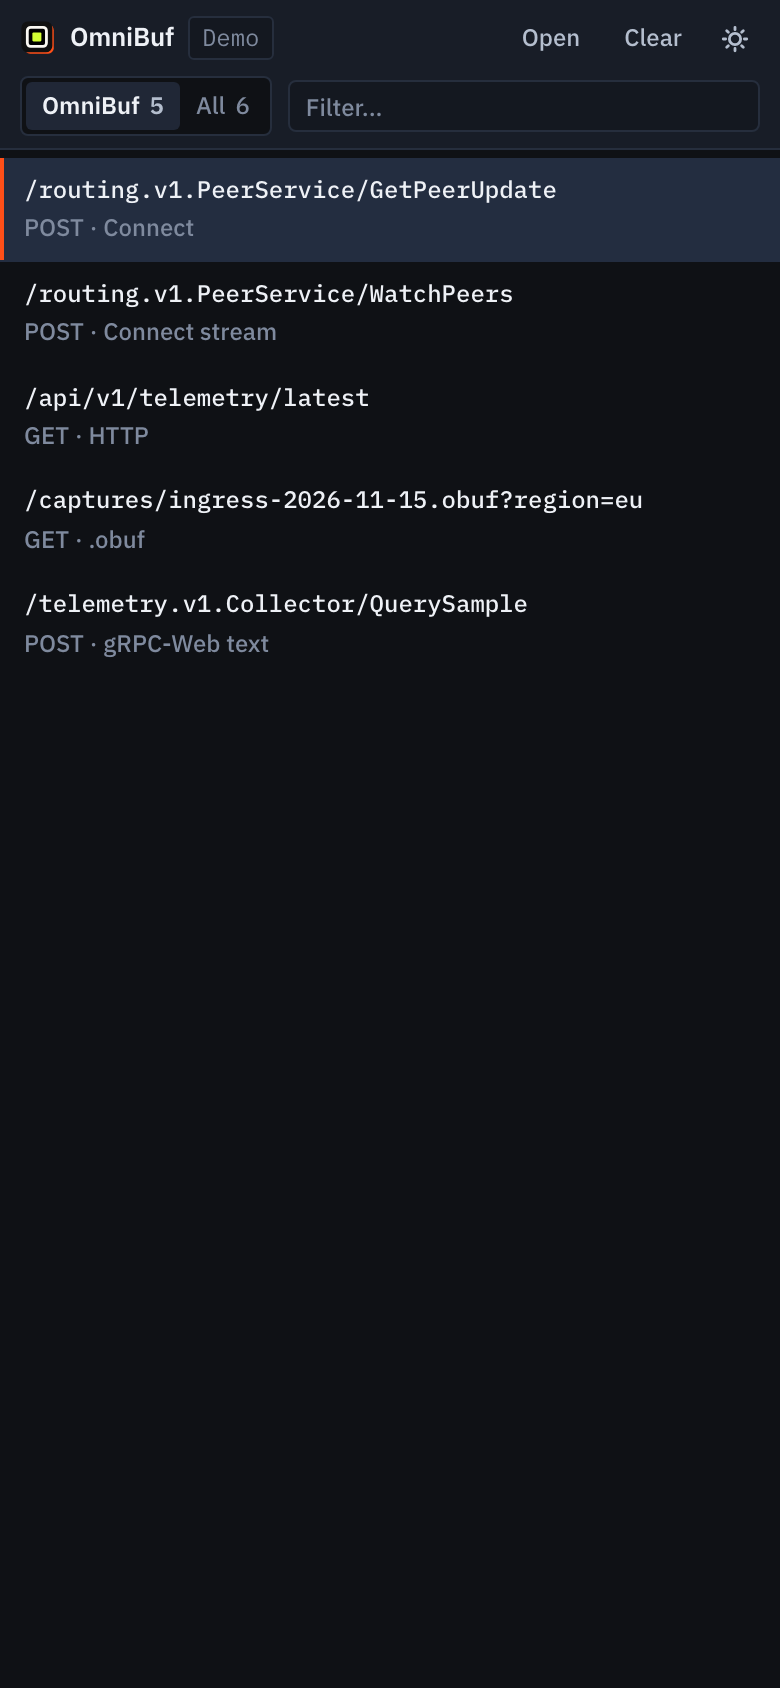 OmniBuf Demo Open Clear
OmniBuf 5 All 6 Filter...
/routing.v1.PeerService/GetPeerUpdate
POST · Connect
/routing.v1.PeerService/WatchPeers
POST · Connect stream
/api/v1/telemetry/latest
GET · HTTP
/captures/ingress-2026-11-15.obuf?region=eu
GET · .obuf
/telemetry.v1.Collector/QuerySample
POST · gRPC-Web text